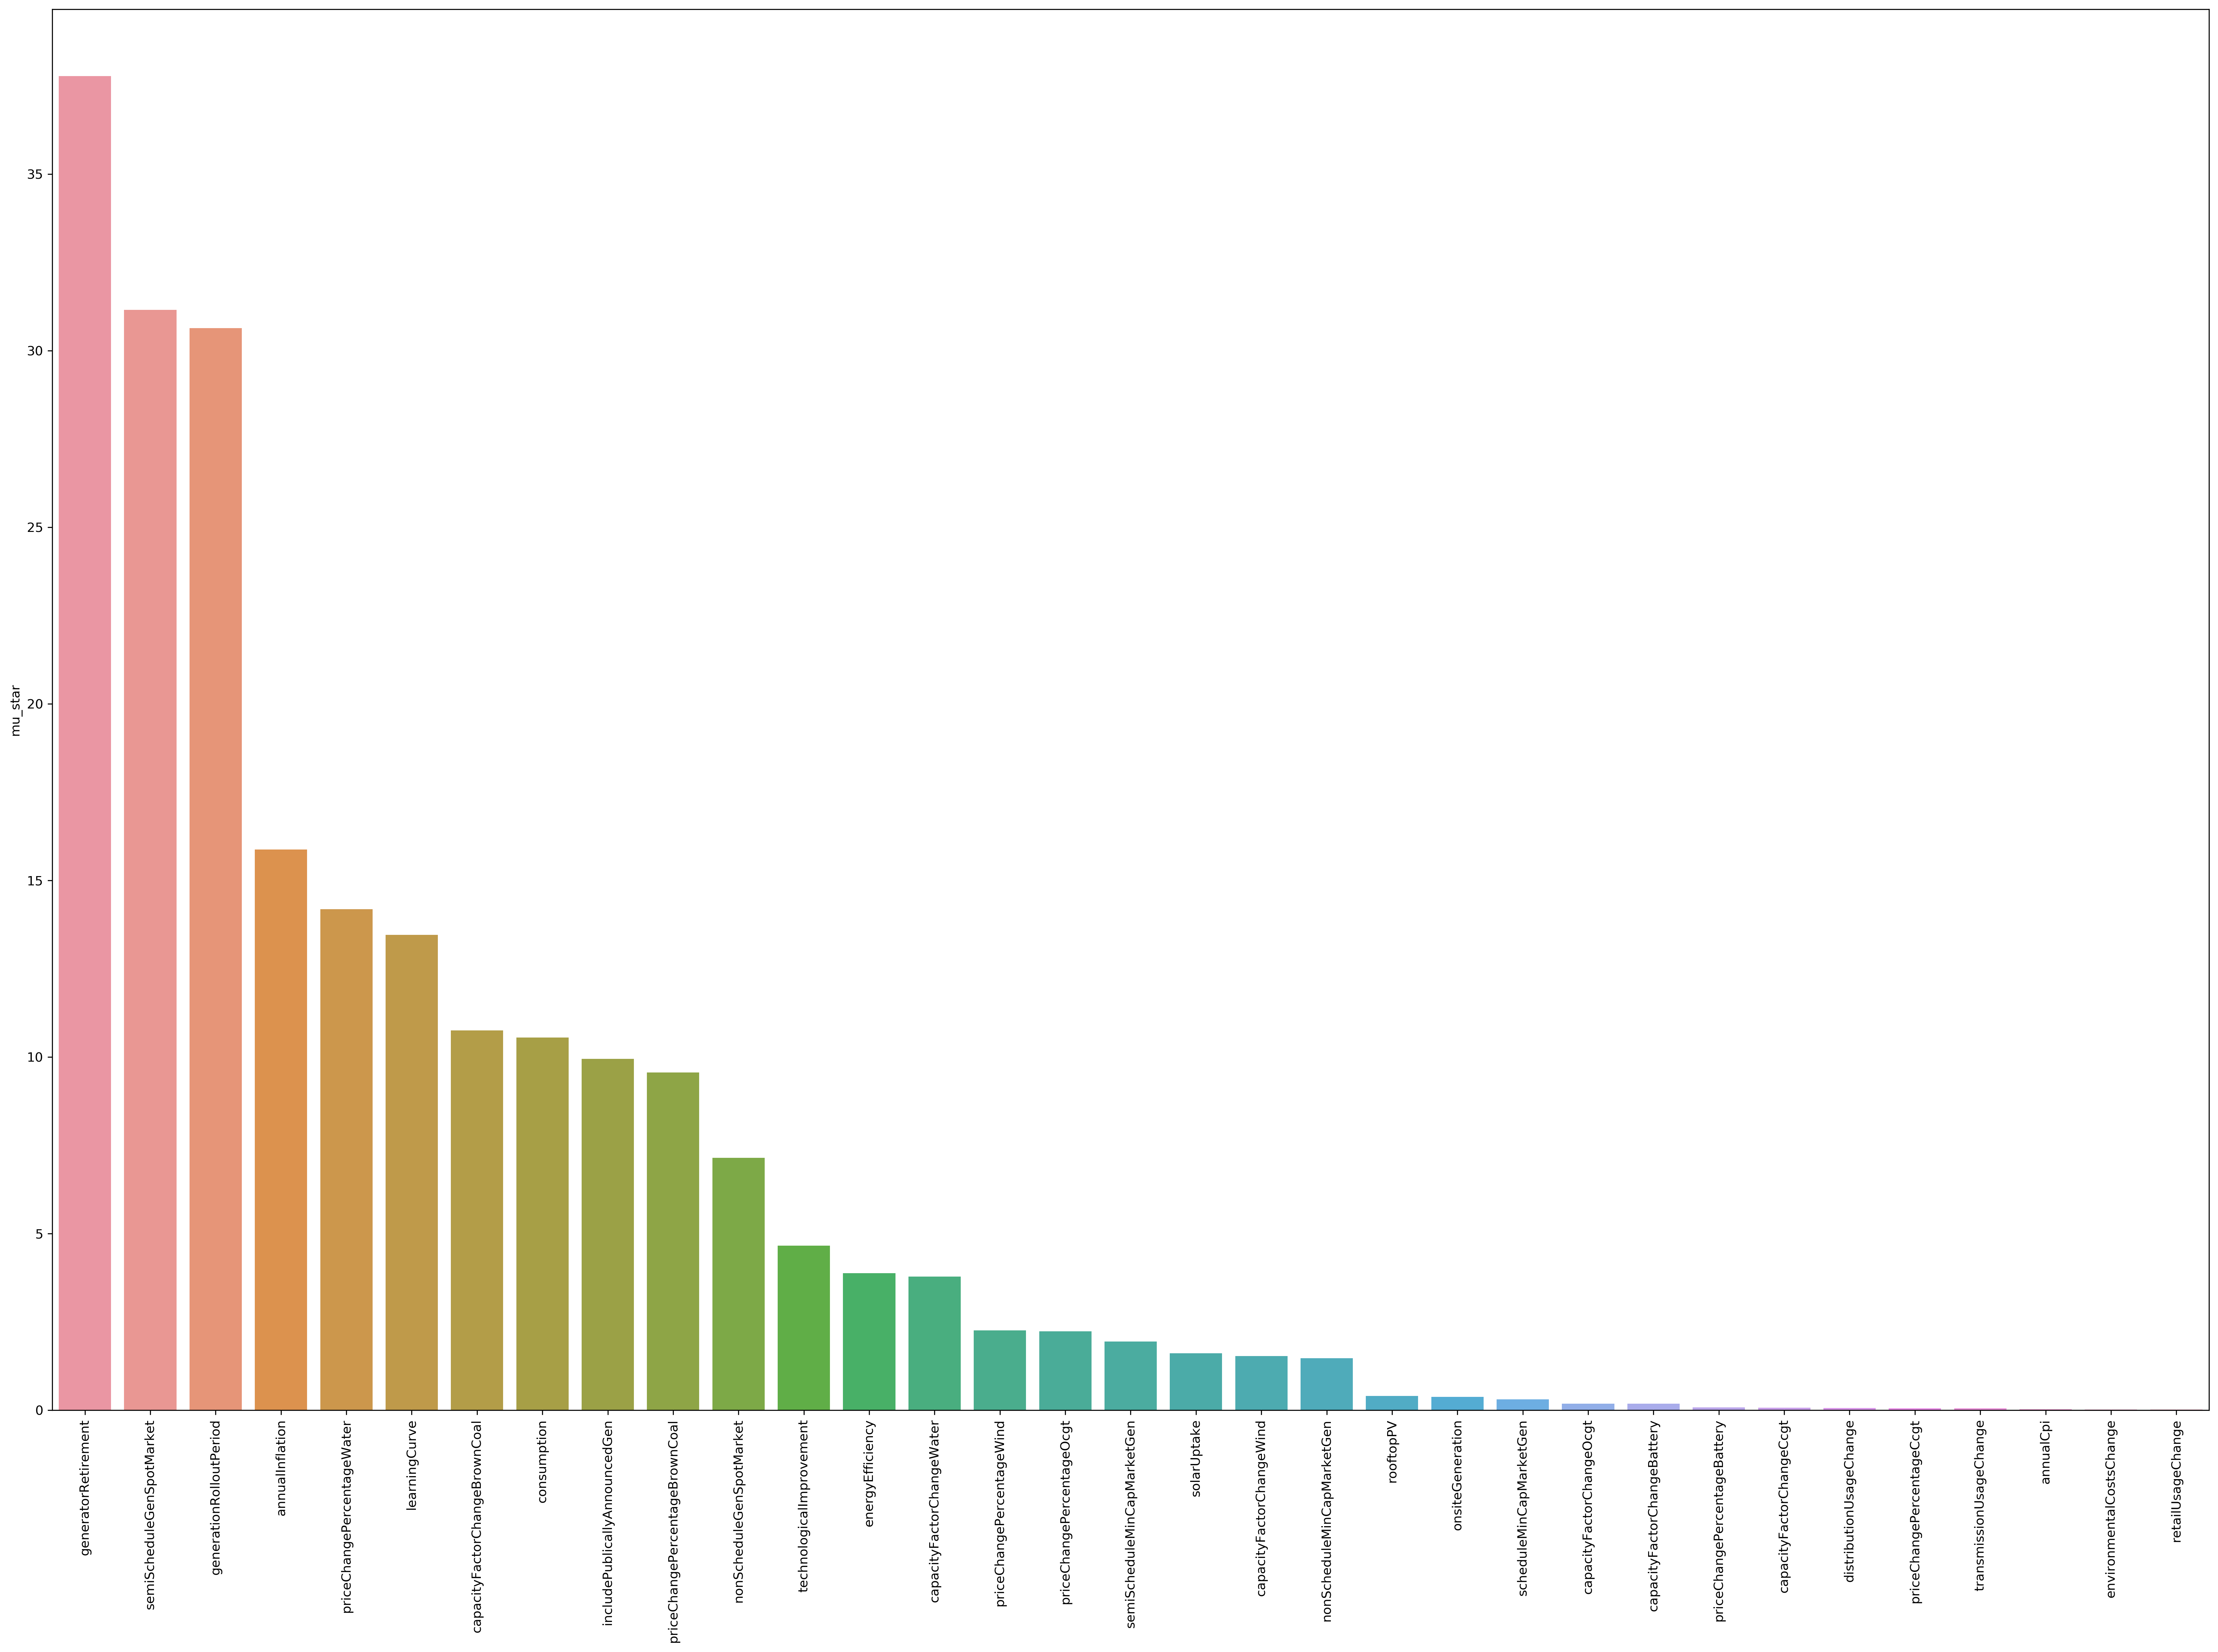 mu_star
35
30
25
20
15
10
5
0
generatorRetirement
semiScheduleGenSpotMarket
generationRolloutPeriod
annualInflation
priceChangePercentageWater
learningCurve
capacityFactorChangeBrownCoal
consumption
includePublicallyAnnouncedGen
priceChangePercentageBrownCoal
nonScheduleGenSpotMarket
technologicalImprovement
energyEfficiency
capacityFactorChangeWater
priceChangePercentageWind
priceChangePercentageOcgt
semiScheduleMinCapMarketGen
solarUptake
capacityFactorChangeWind
nonScheduleMinCapMarketGen
rooftopPV
onsiteGeneration
scheduleMinCapMarketGen
capacityFactorChangeOcgt
capacityFactorChangeBattery
priceChangePercentageBattery
capacityFactorChangeCcgt
distributionUsageChange
priceChangePercentageCcgt
transmissionUsageChange
annualCpi
environmentalCostsChange
retailUsageChange